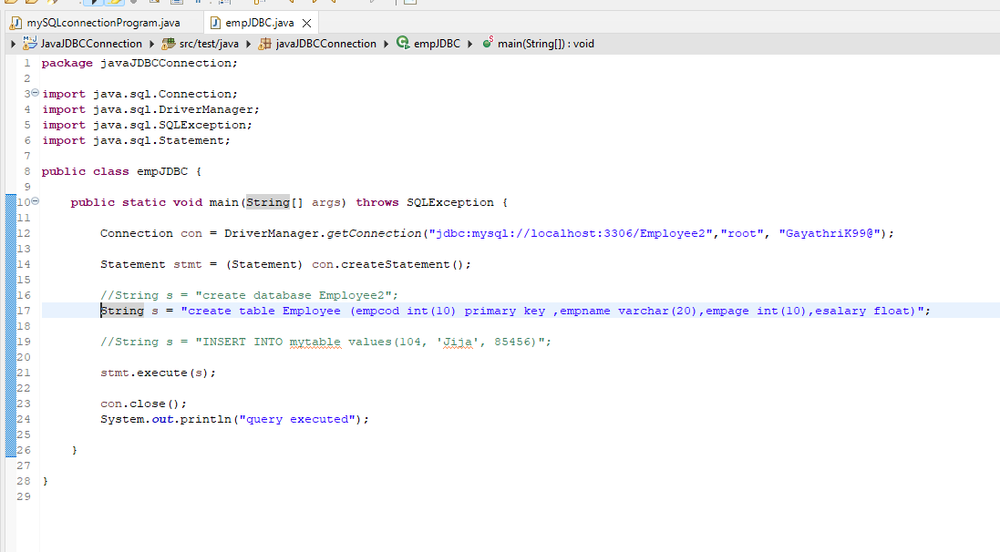 mySQLconnectionProgram.java
empJDBC.java
JavaJDBCConnection
src/test/java
javaJDBCConnection
empJDBC
main(String[]) : void
1 package javaJDBCConnection;
2
3 import java.sql.Connection;
4 import java.sql.DriverManager;
5 import java.sql.SQLException;
6 import java.sql.Statement;
7
8 public class empJDBC {
9
10 public static void main(String[] args) throws SQLException {
11
12 Connection con = DriverManager.getConnection("jdbc:mysql://localhost:3306/Employee2","root", "GayathriK99@");
13
14 Statement stmt = (Statement) con.createStatement();
15
16 //String s = "create database Employee2";
17 String s = "create table Employee (empcod int(10) primary key ,empname varchar(20),empage int(10),esalary float)";
18
19 //String s = "INSERT INTO mytable values(104, 'Jija', 85456)";
20
21 stmt.execute(s);
22
23 con.close();
24 System.out.println("query executed");
25
26 }
27
28 }
29